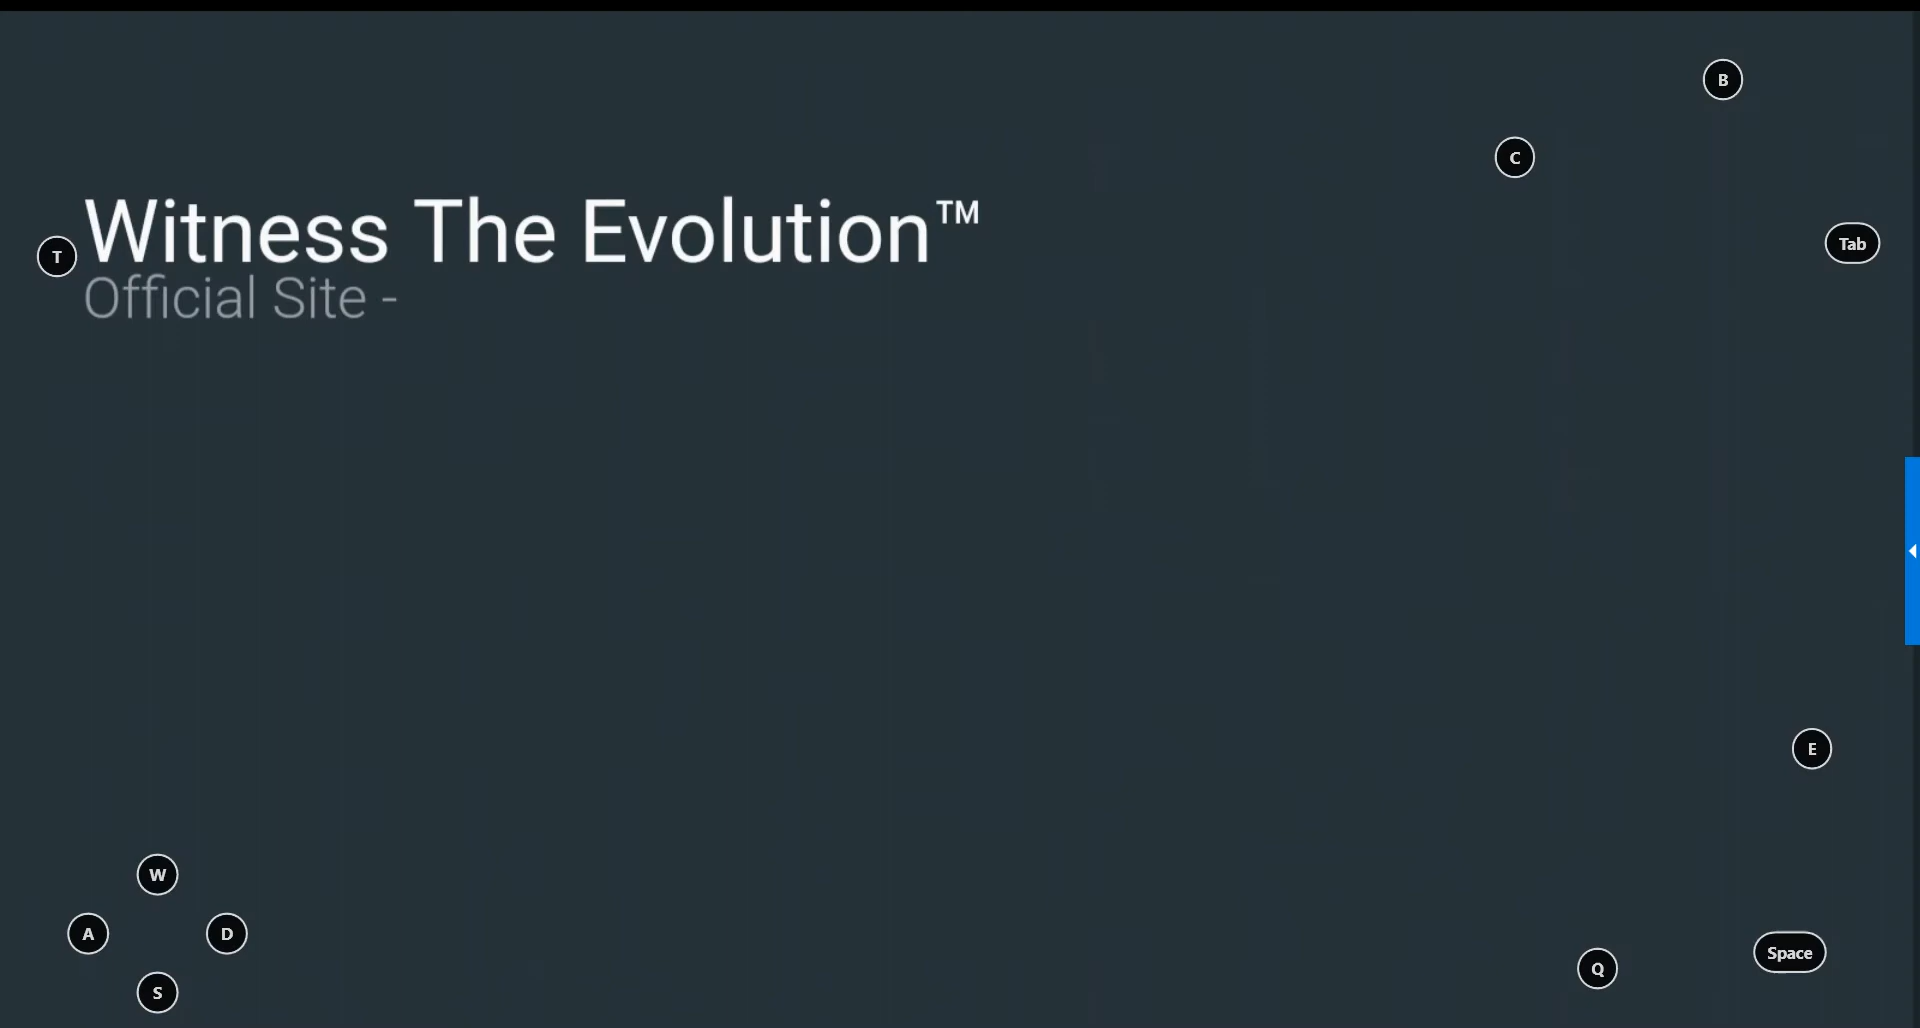 B
C
T
Witness The Evolution™
Tab
Official Site -
E
W
A
D
Space
Q
S